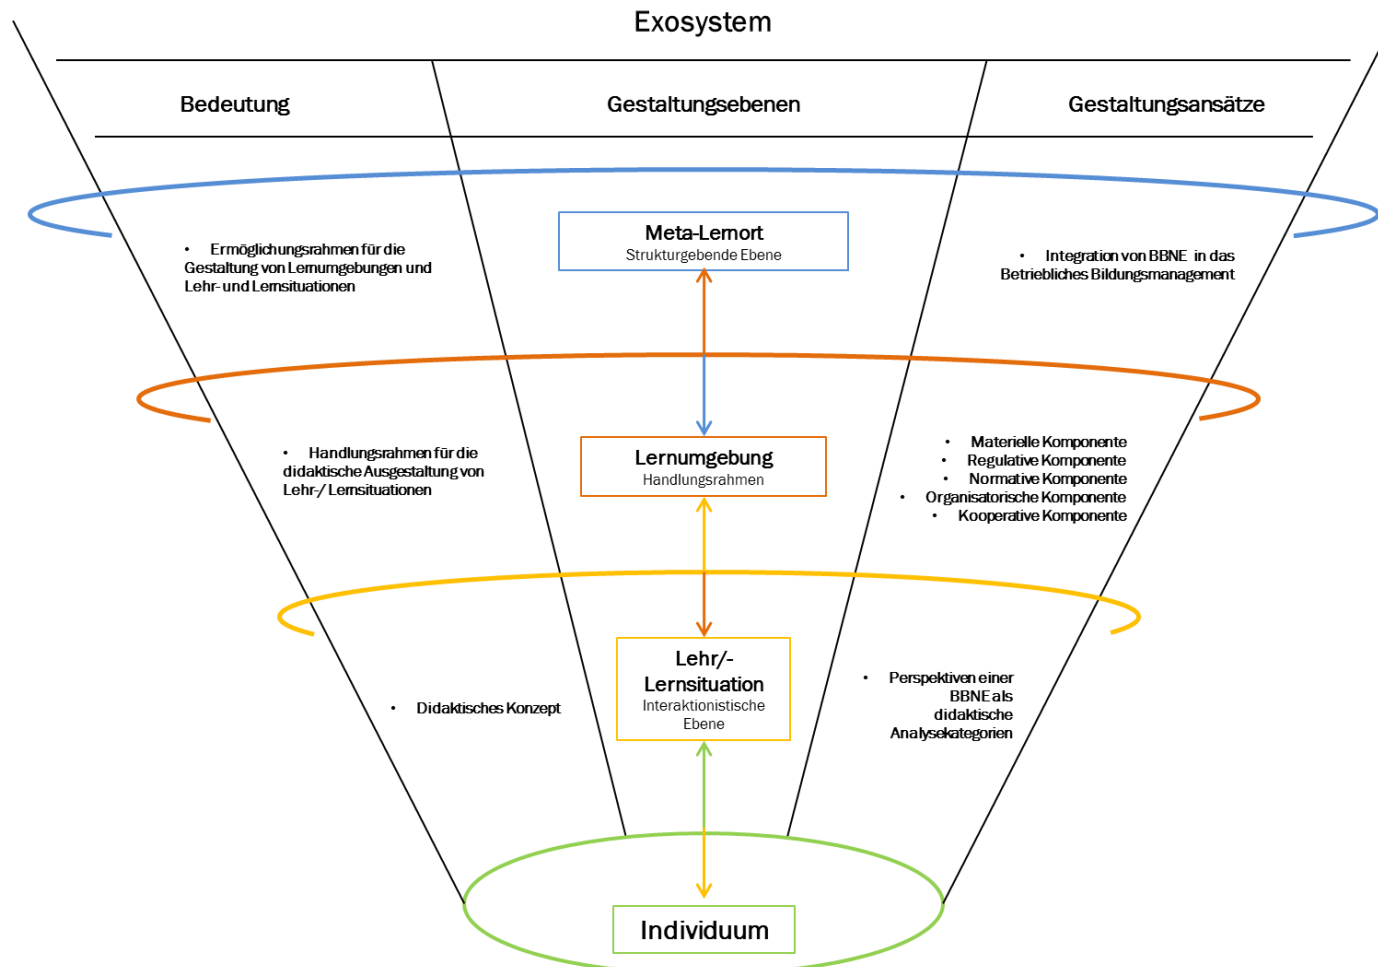 Exosystem
Bedeutung
Gestaltungsebenen
Gestaltungsansätze
• Ermöglichungsrahmen für die
Gestaltung von Lernumgebungen und
Lehr- und Lernsituationen
Meta-Lernort
Strukturgebende Ebene
• Integration von BBNE in das
Betriebliches Bildungsmanagement
• Handlungsrahmen für die
didaktische Ausgestaltung von
Lehr-/ Lernsituationen
Lernumgebung
Handlungsrahmen
• Materielle Komponente
• Regulative Komponente
• Normative Komponente
• Organisatorische Komponente
• Kooperative Komponente
• Didaktisches Konzept
Lehr/-
Lernsituation
Interaktionistische
Ebene
• Perspektiven einer
BBNE als
didaktische
Analysekategorien
Individuum